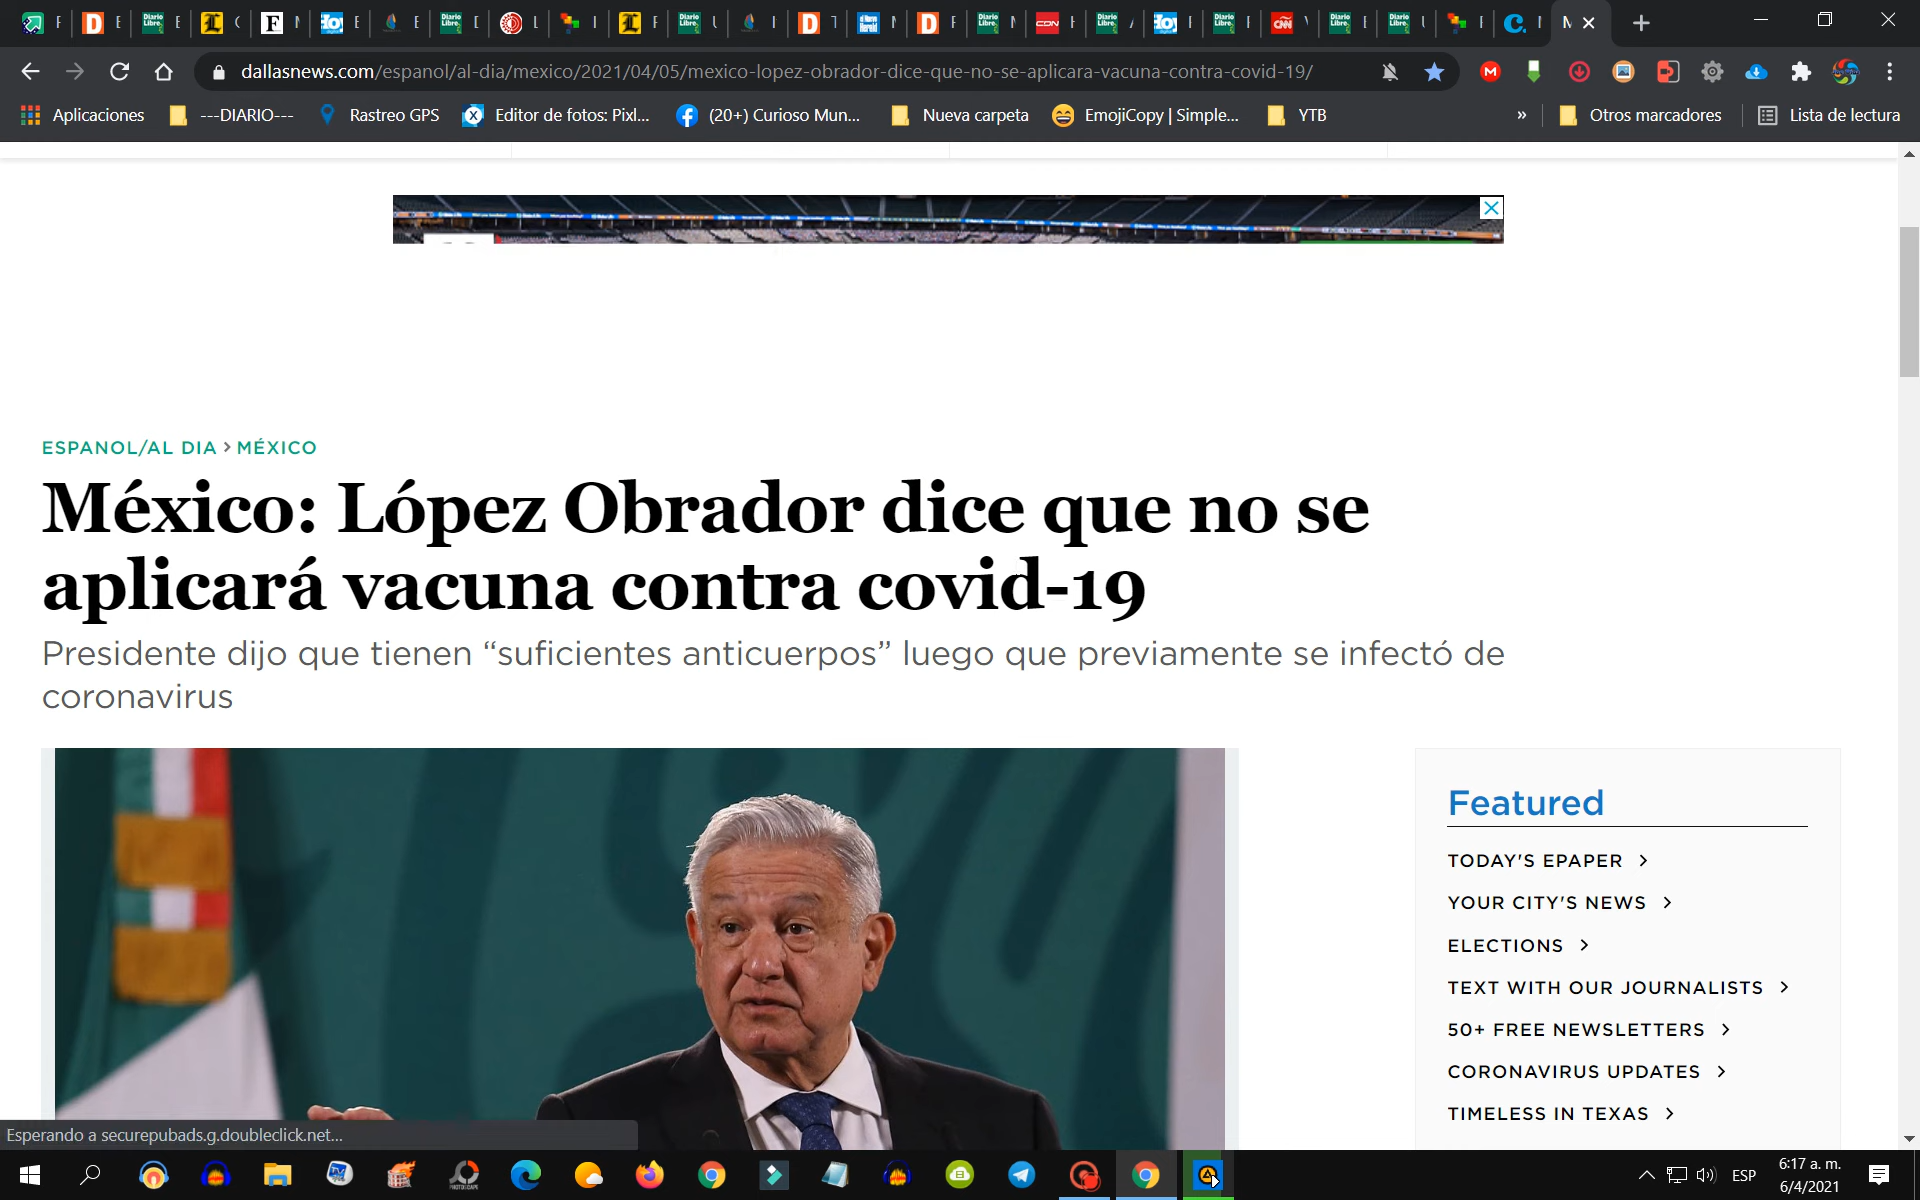 dallasnews.com/espanol/al-dia/mexico/2021/04/05/mexico-lopez-obrador-dice-que-no-se-aplicara-vacuna-contra-covid-19/
Aplicaciones ---DIARIO--- Rastreo GPS Editor de fotos: Pixl... (20+) Curioso Mun... Nueva carpeta EmojiCopy | Simple... YTB » Otros marcadores Lista de lectura
ESPANOL/AL DIA > MÉXICO
México: López Obrador dice que no se
aplicará vacuna contra covid-19
Presidente dijo que tienen “suficientes anticuerpos” luego que previamente se infectó de
coronavirus
Featured
TODAY'S EPAPER >
YOUR CITY'S NEWS >
ELECTIONS >
TEXT WITH OUR JOURNALISTS >
50+ FREE NEWSLETTERS >
CORONAVIRUS UPDATES >
TIMELESS IN TEXAS >
Esperando a securepubads.g.doubleclick.net...
ESP
6:17 a. m.
6/4/2021